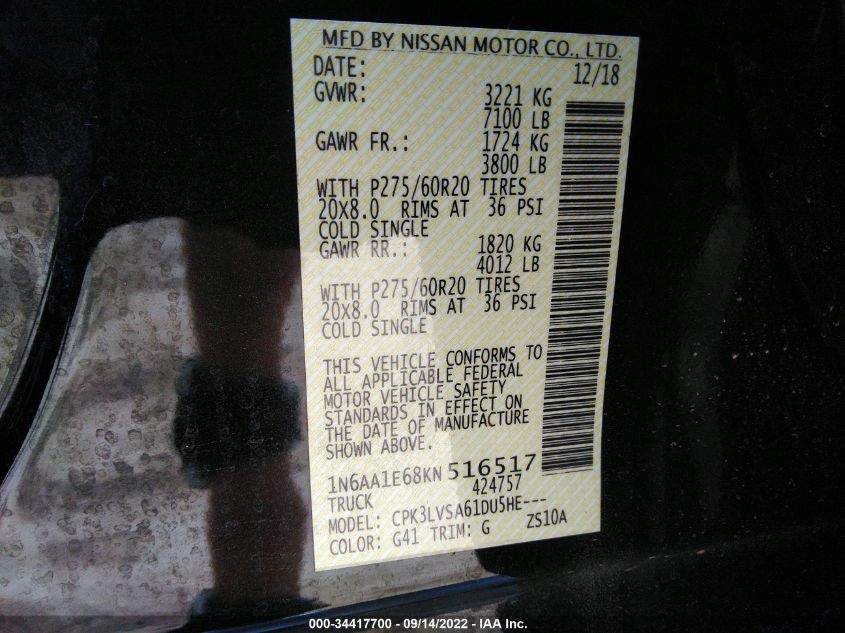 MFD BY NISSAN MOTOR CO., LTD.
DATE: 12/18
GVWR: 3221 KG
7100 LB
GAWR FR.: 1724 KG
3800 LB
WITH P275/60R20 TIRES
20X8.0 RIMS AT 36 PSI
COLD SINGLE
GAWR RR.: 1820 KG
4012 LB
WITH P275/60R20 TIRES
20X8.0 RIMS AT 36 PSI
COLD SINGLE
THIS VEHICLE CONFORMS TO
ALL APPLICABLE FEDERAL
MOTOR VEHICLE SAFETY
STANDARDS IN EFFECT ON
THE DATE OF MANUFACTURE
SHOWN ABOVE.
1N6AA1E68KN 516517
TRUCK 424757
MODEL: CPK3LVSA61DU5HE---
COLOR: G41 TRIM: G ZS10A
000-34417700 - 09/14/2022 - IAA Inc.